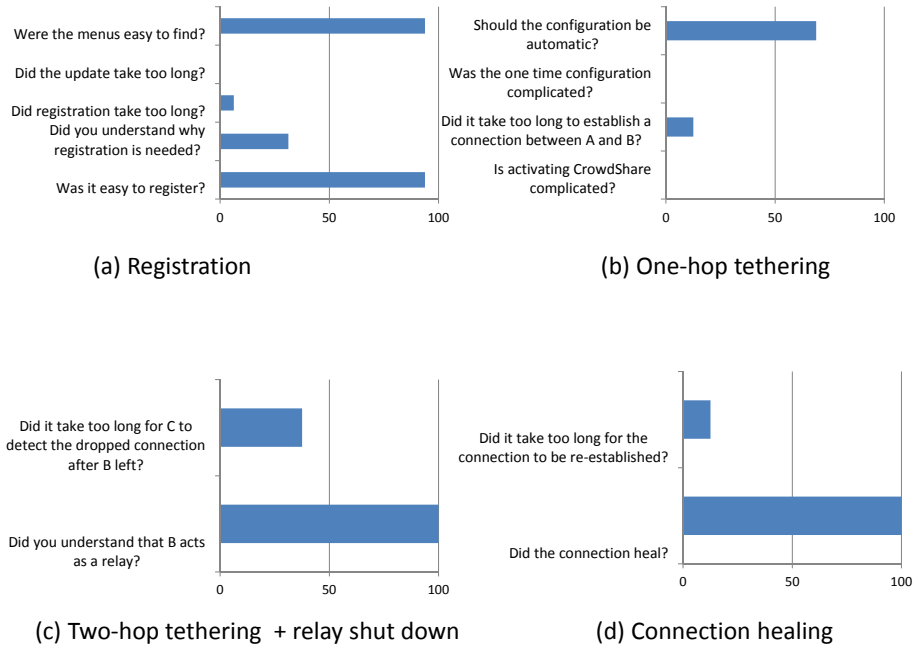 Were the menus easy to find?
Did the update take too long?
Did registration take too long?
Did you understand why
registration is needed?
Was it easy to register?
0 50 100
(a) Registration
Should the configuration be
automatic?
Was the one time configuration
complicated?
Did it take too long to establish a
connection between A and B?
Is activating CrowdShare
complicated?
0 50 100
(b) One-hop tethering
Did it take too long for C to
detect the dropped connection
after B left?
Did you understand that B acts
as a relay?
0 50 100
(c) Two-hop tethering + relay shut down
Did it take too long for the
connection to be re-established?
Did the connection heal?
0 50 100
(d) Connection healing